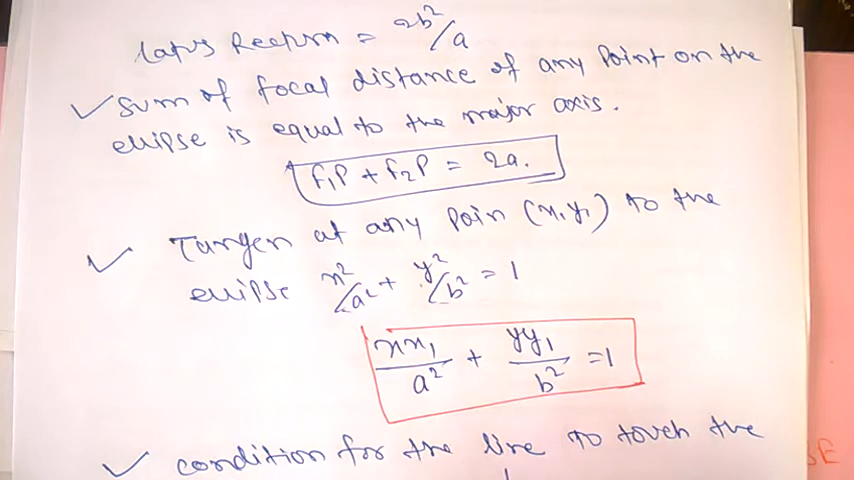 Latus Rectum = 2b²/a
✓ sum of focal distance of any point on the
ellipse is equal to the major axis.
F₁P + F₂P = 2a.
✓ Tangen at any Poin (x₁y₁) to the
ellipse x²/a² + y²/b² = 1
xx₁/a² + yy₁/b² = 1
✓ condition for the line to touch the
SE